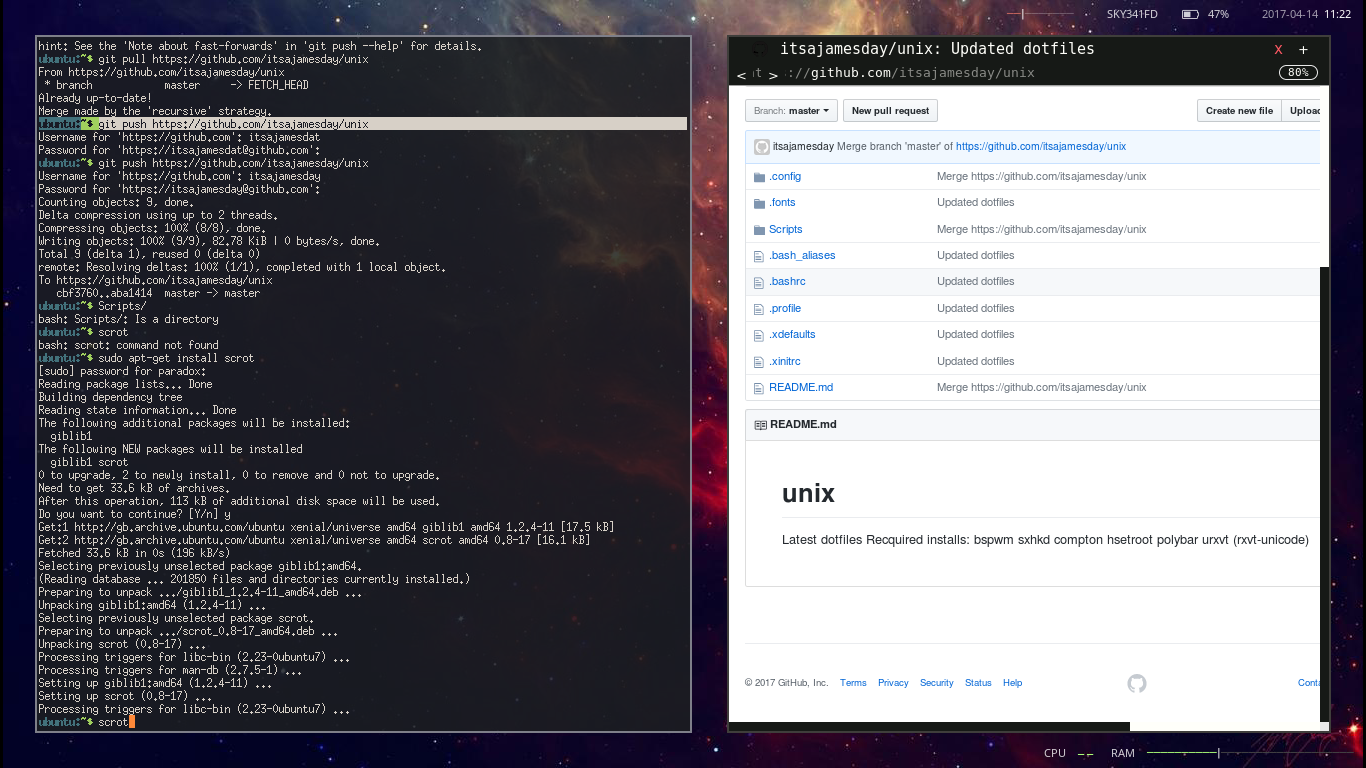 SKY341FD 47% 2017-04-14 11:22
hint: See the 'Note about fast-forwards' in 'git push --help' for details.
ubuntu:~$ git pull https://github.com/itsajamesday/unix
From https://github.com/itsajamesday/unix
* branch master -> FETCH_HEAD
Already up-to-date!
Merge made by the 'recursive' strategy.
ubuntu:~$ git push https://github.com/itsajamesday/unix
Username for 'https://github.com': itsajamesdat
Password for 'https://itsajamesdat@github.com':
ubuntu:~$ git push https://github.com/itsajamesday/unix
Username for 'https://github.com': itsajamesday
Password for 'https://itsajamesday@github.com':
Counting objects: 9, done.
Delta compression using up to 2 threads.
Compressing objects: 100% (8/8), done.
Writing objects: 100% (9/9), 82.78 KiB | 0 bytes/s, done.
Total 9 (delta 1), reused 0 (delta 0)
remote: Resolving deltas: 100% (1/1), completed with 1 local object.
To https://github.com/itsajamesday/unix
cbf3760..aba1414 master -> master
ubuntu:~$ Scripts/
bash: Scripts/: Is a directory
ubuntu:~$ scrot
bash: scrot: command not found
ubuntu:~$ sudo apt-get install scrot
[sudo] password for paradox:
Reading package lists... Done
Building dependency tree
Reading state information... Done
The following additional packages will be installed:
giblib1
The following NEW packages will be installed
giblib1 scrot
0 to upgrade, 2 to newly install, 0 to remove and 0 not to upgrade.
Need to get 33.6 kB of archives.
After this operation, 113 kB of additional disk space will be used.
Do you want to continue? [Y/n] y
Get:1 http://gb.archive.ubuntu.com/ubuntu xenial/universe amd64 giblib1 amd64 1.2.4-11 [17.5 kB]
Get:2 http://gb.archive.ubuntu.com/ubuntu xenial/universe amd64 scrot amd64 0.8-17 [16.1 kB]
Fetched 33.6 kB in 0s (196 kB/s)
Selecting previously unselected package giblib1:amd64.
(Reading database ... 201850 files and directories currently installed.)
Preparing to unpack .../giblib1_1.2.4-11_amd64.deb ...
Unpacking giblib1:amd64 (1.2.4-11) ...
Selecting previously unselected package scrot.
Preparing to unpack .../scrot_0.8-17_amd64.deb ...
Unpacking scrot (0.8-17) ...
Processing triggers for libc-bin (2.23-0ubuntu7) ...
Processing triggers for man-db (2.7.5-1) ...
Setting up giblib1:amd64 (1.2.4-11) ...
Setting up scrot (0.8-17) ...
Processing triggers for libc-bin (2.23-0ubuntu7) ...
ubuntu:~$ scrot
itsajamesday/unix: Updated dotfiles X +
< > ://github.com/itsajamesday/unix 80%
Branch: master New pull request Create new file Uploa
itsajamesday Merge branch 'master' of https://github.com/itsajamesday/unix
.config Merge https://github.com/itsajamesday/unix
.fonts Updated dotfiles
Scripts Merge https://github.com/itsajamesday/unix
.bash_aliases Updated dotfiles
.bashrc Updated dotfiles
.profile Updated dotfiles
.xdefaults Updated dotfiles
.xinitrc Updated dotfiles
README.md Merge https://github.com/itsajamesday/unix
README.md
unix
Latest dotfiles Recquired installs: bspwm sxhkd compton hsetroot polybar urxvt (rxvt-unicode)
© 2017 GitHub, Inc. Terms Privacy Security Status Help Conta
CPU RAM